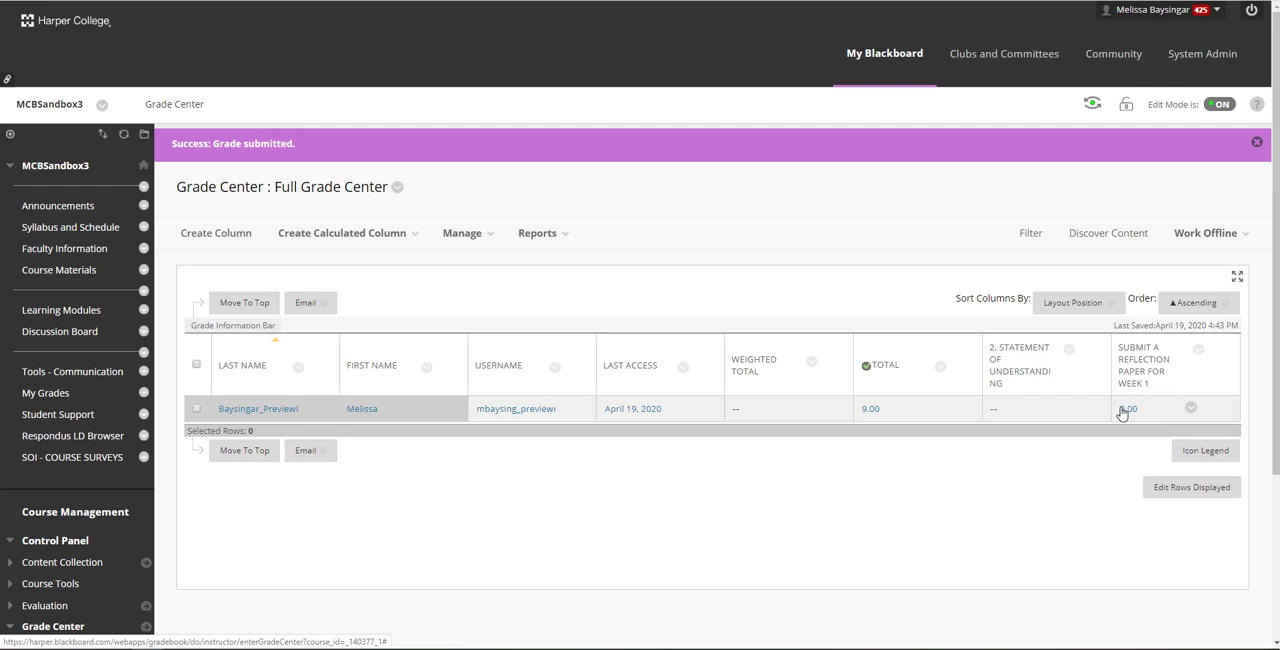 Harper College
Melissa Baysingar 425
My Blackboard Clubs and Committees Community System Admin
MCBSandbox3 Grade Center Edit Mode is: ON ?
MCBSandbox3
Announcements
Syllabus and Schedule
Faculty Information
Course Materials
Learning Modules
Discussion Board
Tools - Communication
My Grades
Student Support
Respondus LD Browser
SOI - COURSE SURVEYS
Course Management
Control Panel
Content Collection
Course Tools
Evaluation
Grade Center
Success: Grade submitted.
Grade Center : Full Grade Center
Create Column Create Calculated Column Manage Reports Filter Discover Content Work Offline
Move To Top Email Sort Columns By: Layout Position Order: ▲Ascending
Grade Information Bar Last Saved:April 19, 2020 4:43 PM
LAST NAME FIRST NAME USERNAME LAST ACCESS
WEIGHTED
TOTAL
TOTAL
2. STATEMENT
OF
UNDERSTANDI
NG
SUBMIT A
REFLECTION
PAPER FOR
WEEK 1
Baysingar_PreviewU Melissa mbaysing_previewu April 19, 2020 -- 9.00 -- .00
Selected Rows: 0
Move To Top Email Icon Legend
Edit Rows Displayed
https://harper.blackboard.com/webapps/gradebook/do/instructor/enterGradeCenter?course_id=_140377_1#